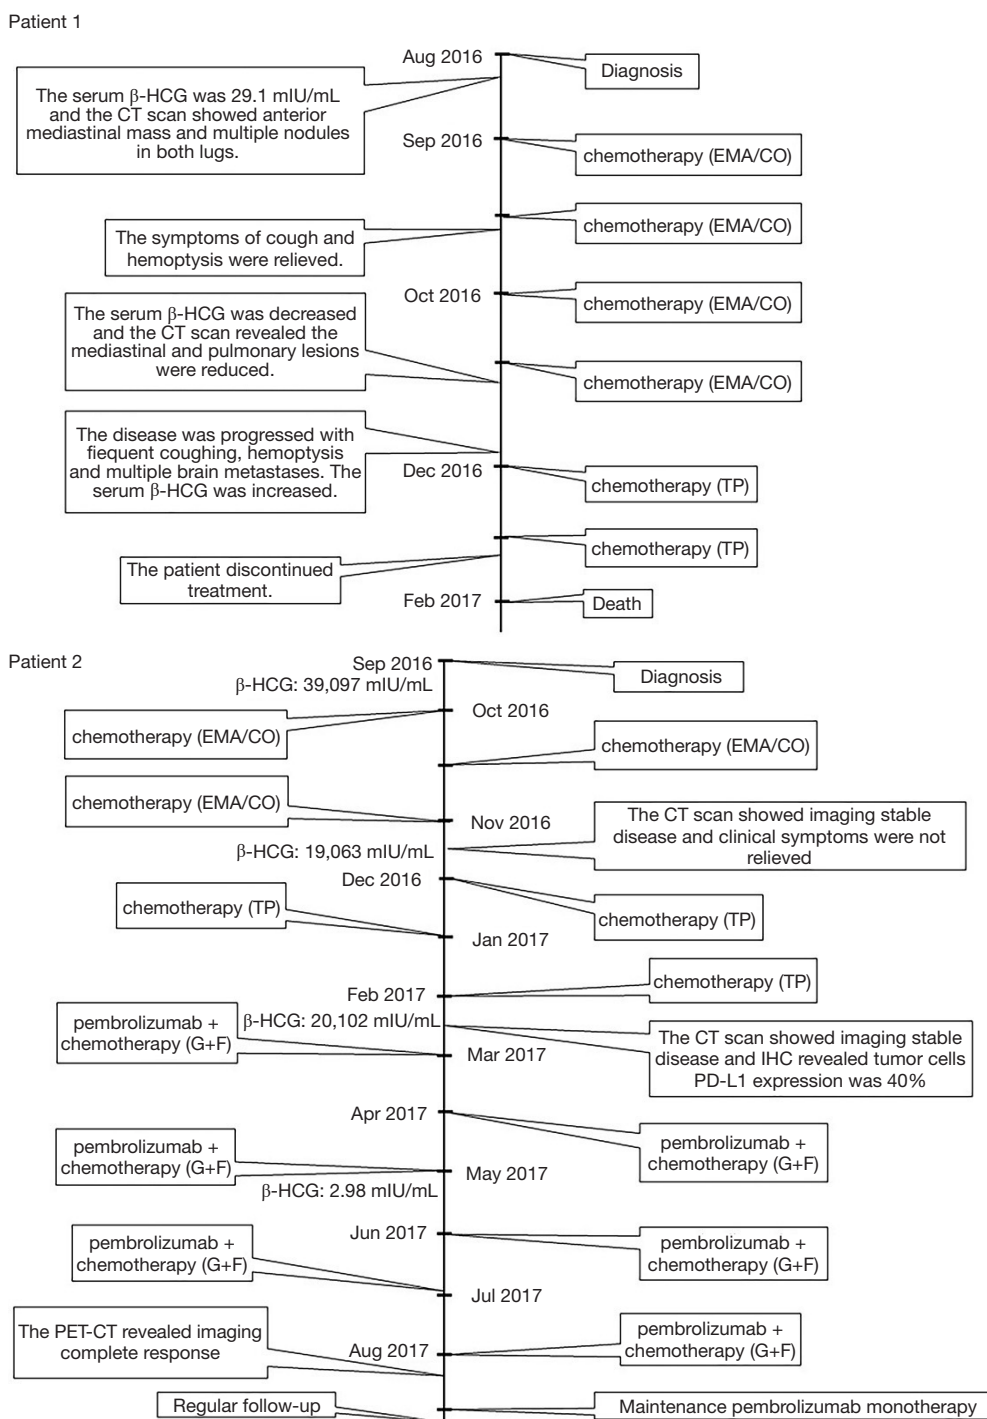 Patient 1
Aug 2016
Diagnosis
The serum β-HCG was 29.1 mIU/mL
and the CT scan showed anterior
mediastinal mass and multiple nodules
in both lugs.
Sep 2016
chemotherapy (EMA/CO)
chemotherapy (EMA/CO)
The symptoms of cough and
hemoptysis were relieved.
Oct 2016
chemotherapy (EMA/CO)
The serum β-HCG was decreased
and the CT scan revealed the
mediastinal and pulmonary lesions
were reduced.
chemotherapy (EMA/CO)
The disease was progressed with
fiequent coughing, hemoptysis
and multiple brain metastases. The
serum β-HCG was increased.
Dec 2016
chemotherapy (TP)
chemotherapy (TP)
The patient discontinued
treatment.
Feb 2017
Death
Patient 2
Sep 2016
β-HCG: 39,097 mIU/mL
Diagnosis
Oct 2016
chemotherapy (EMA/CO)
chemotherapy (EMA/CO)
chemotherapy (EMA/CO)
Nov 2016
The CT scan showed imaging stable
disease and clinical symptoms were not
relieved
β-HCG: 19,063 mIU/mL
Dec 2016
chemotherapy (TP)
chemotherapy (TP)
Jan 2017
Feb 2017
chemotherapy (TP)
β-HCG: 20,102 mIU/mL
pembrolizumab +
chemotherapy (G+F)
The CT scan showed imaging stable
disease and IHC revealed tumor cells
PD-L1 expression was 40%
Mar 2017
Apr 2017
pembrolizumab +
chemotherapy (G+F)
pembrolizumab +
chemotherapy (G+F)
May 2017
β-HCG: 2.98 mIU/mL
Jun 2017
pembrolizumab +
chemotherapy (G+F)
pembrolizumab +
chemotherapy (G+F)
Jul 2017
The PET-CT revealed imaging
complete response
Aug 2017
pembrolizumab +
chemotherapy (G+F)
Regular follow-up
Maintenance pembrolizumab monotherapy